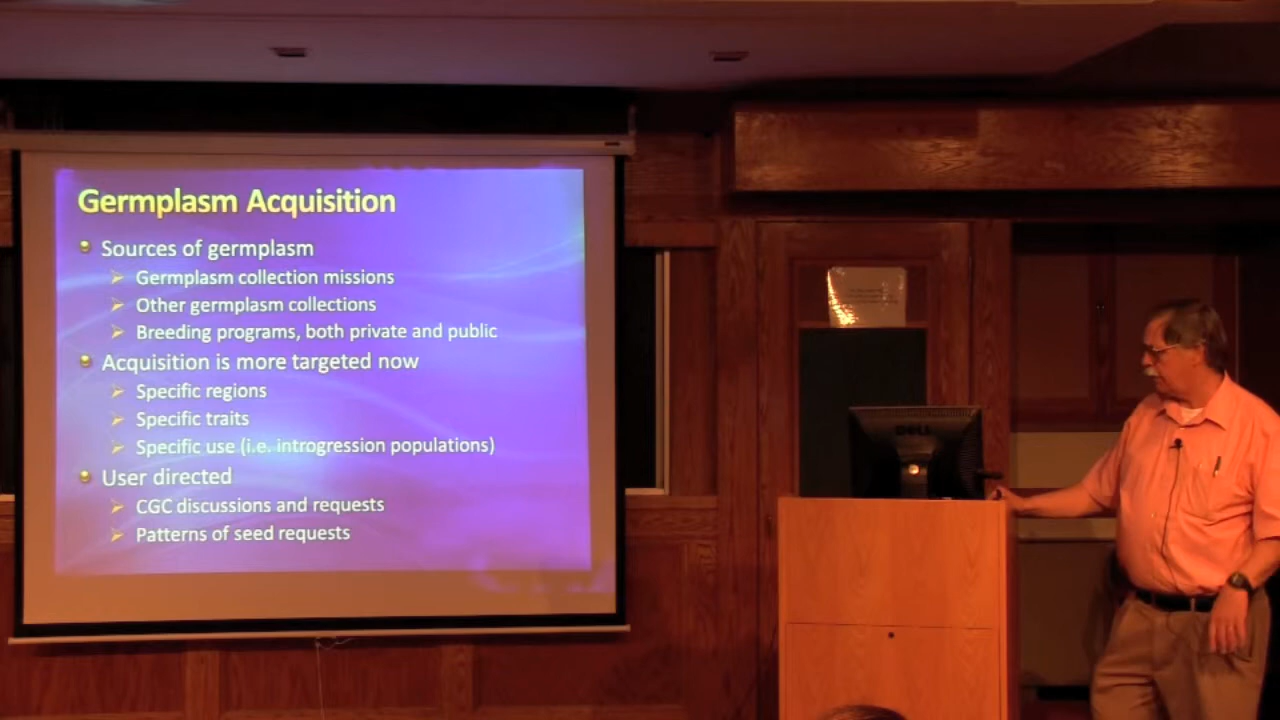 Germplasm Acquisition
Sources of germplasm
Germplasm collection missions
Other germplasm collections
Breeding programs, both private and public
Acquisition is more targeted now
Specific regions
Specific traits
Specific use (i.e. introgression populations)
User directed
CGC discussions and requests
Patterns of seed requests
DELL